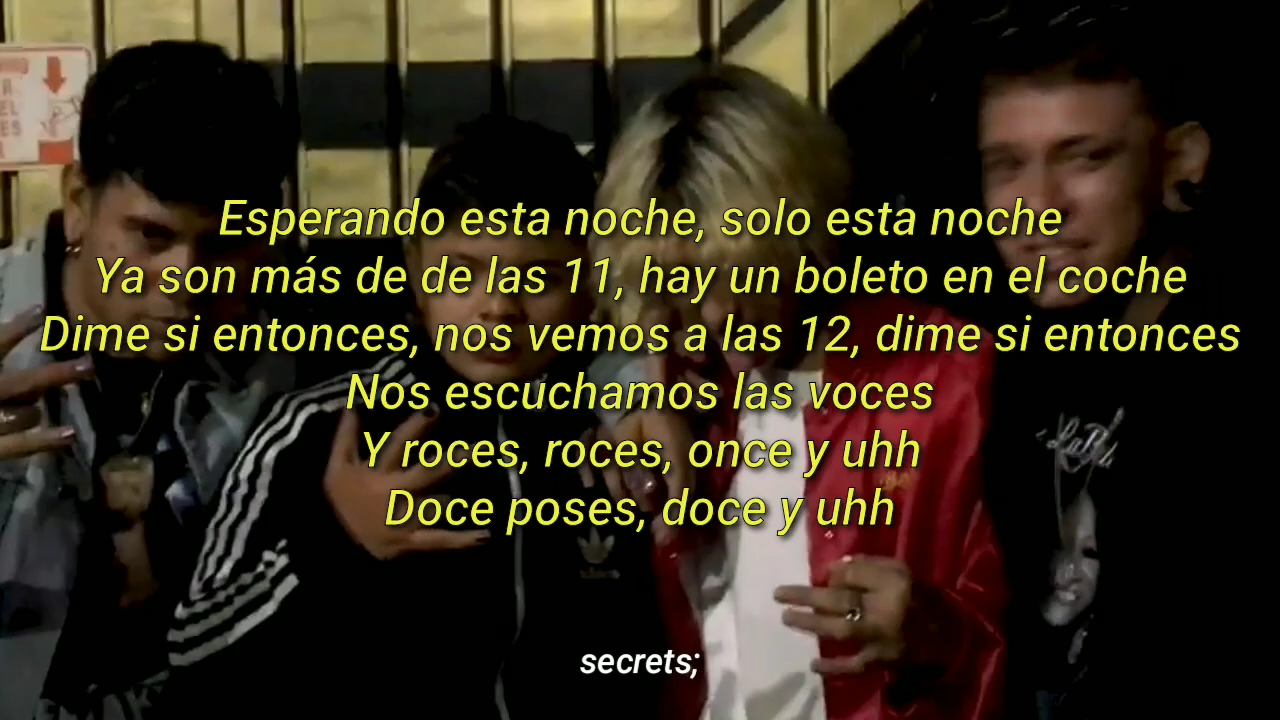 Esperando esta noche, solo esta noche
Ya son más de de las 11, hay un boleto en el coche
Dime si entonces, nos vemos a las 12, dime si entonces
Nos escuchamos las voces
Y roces, roces, once y uhh
Doce poses, doce y uhh
secrets;